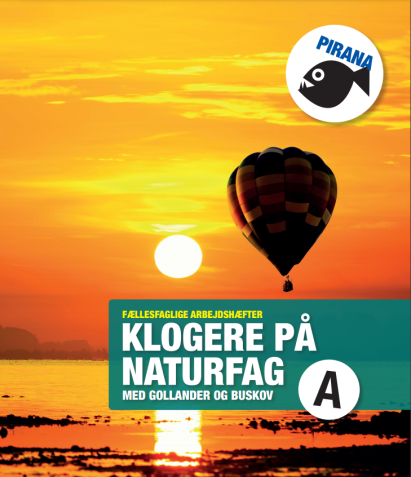 PIRANA
FÆLLESFAGLIGE ARBEJDSHÆFTER
KLOGERE PÅ
NATURFAG
MED GOLLANDER OG BUSKOV
A